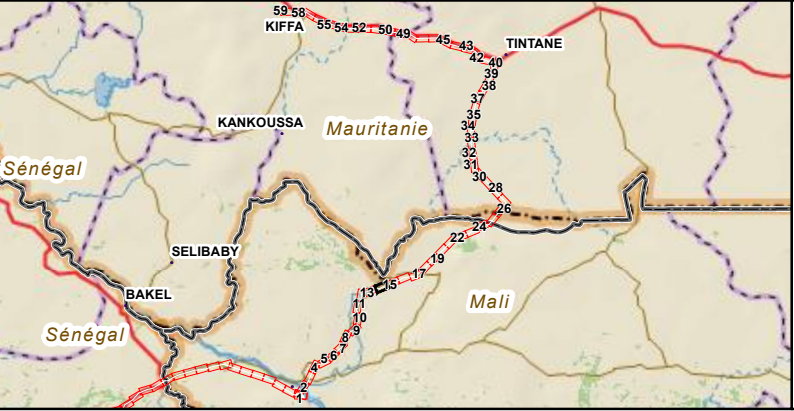 59 58
KIFFA
55 54 52 50 49 45 43 42 40
TINTANE
39
38
37
35
34
33
32
31
30
28
26
24
22
19
17
15
13
11
10
9
8
7
6
5
4
2
1
KANKOUSSA
Mauritanie
Sénégal
SELIBABY
BAKEL
Mali
Sénégal